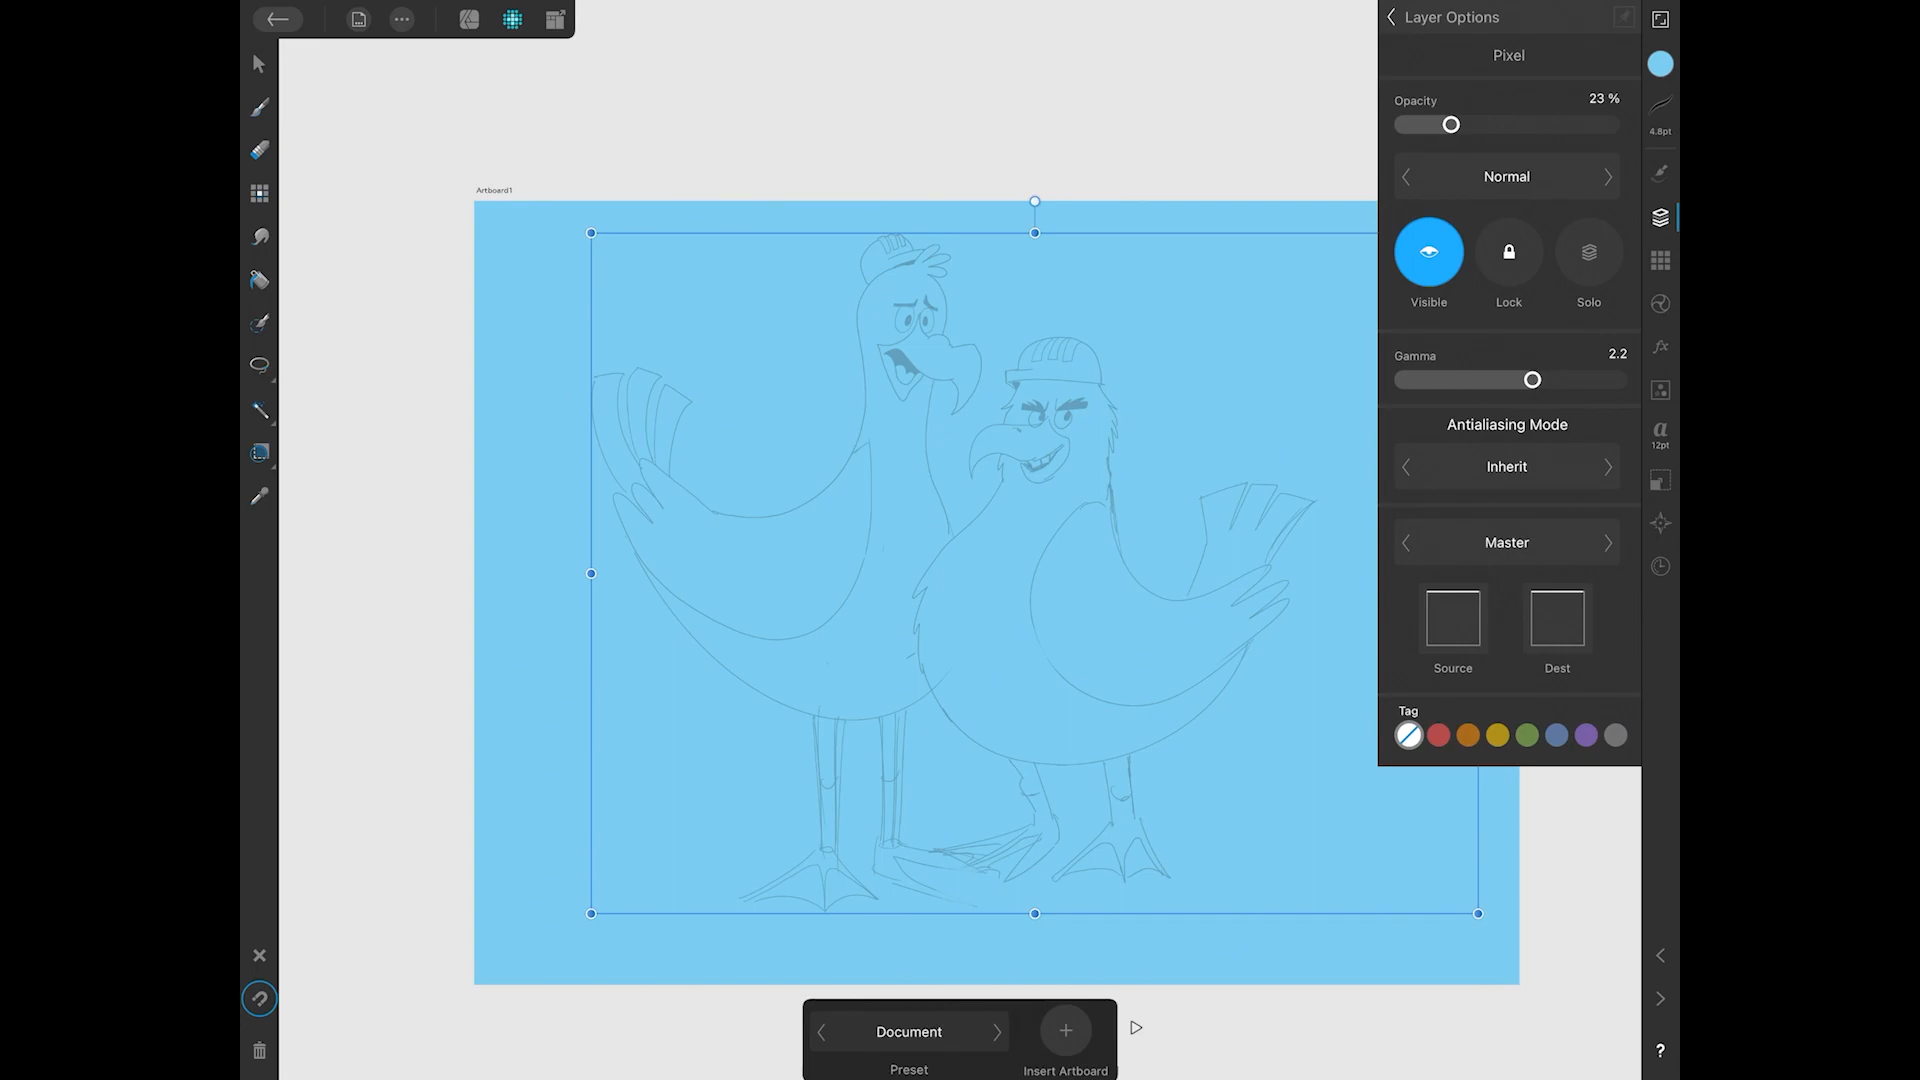 Layer Options
Pixel
Opacity
23 %
4.8pt
Normal
Visible
Lock
Solo
fx
Gamma
2.2
Antialiasing Mode
a
12pt
Inherit
Master
Source
Dest
Tag
Artboard1
Document
Preset
Insert Artboard
?